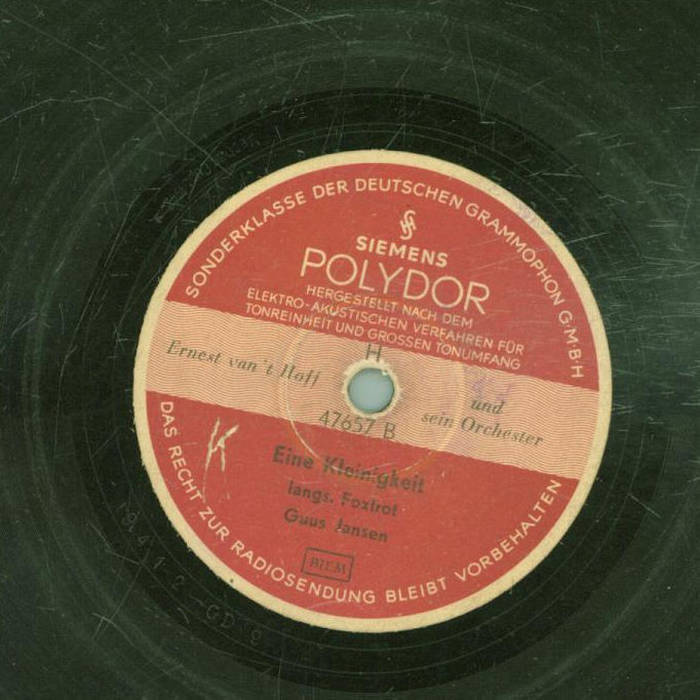 SONDERKLASSE DER DEUTSCHEN GRAMMOPHON G·M·B·H
SIEMENS
POLYDOR
HERGESTELLT NACH DEM
ELEKTRO-AKUSTISCHEN VERFAHREN FÜR
TONREINHEIT UND GROSSEN TONUMFANG
H
Ernest van't Hoff und
sein Orchester
47657 B
Eine Kleinigkeit
langs. Foxtrot
Guus Jansen
BIEM
DAS RECHT ZUR RADIOSENDUNG BLEIBT VORBEHALTEN